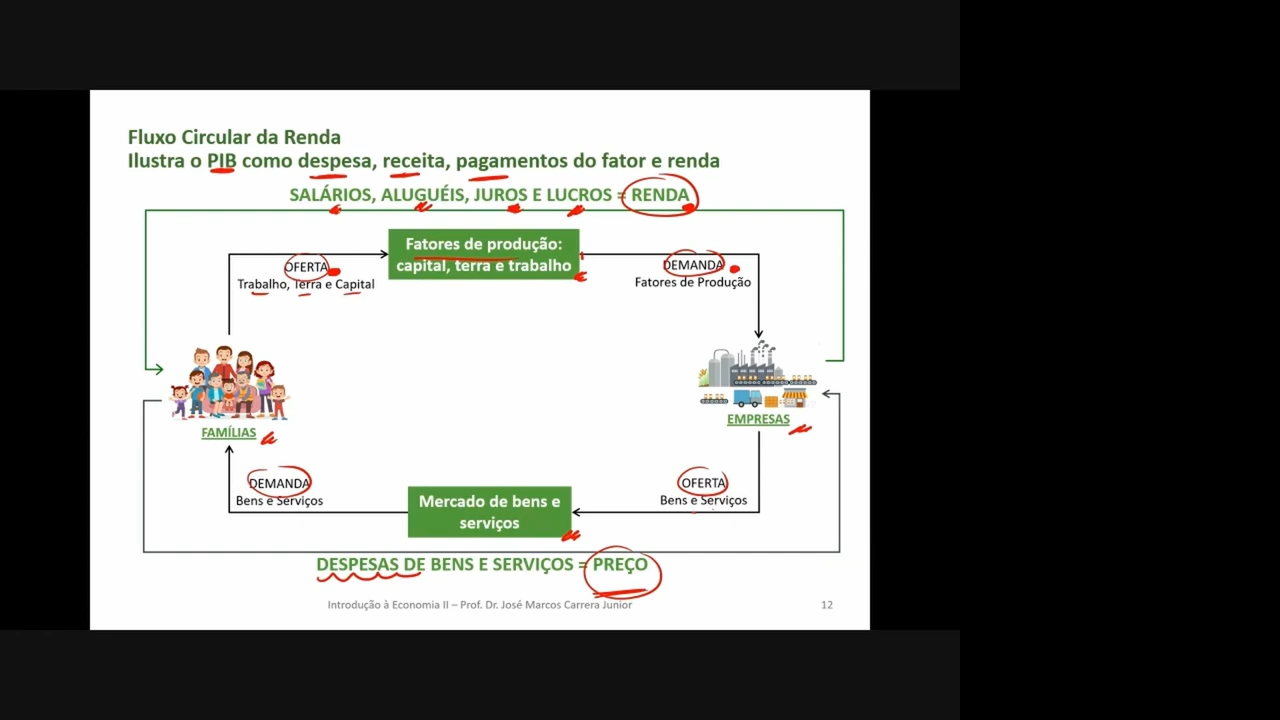 Fluxo Circular da Renda
Ilustra o PIB como despesa, receita, pagamentos do fator e renda
SALÁRIOS, ALUGUÉIS, JUROS E LUCROS = RENDA
Fatores de produção:
capital, terra e trabalho
OFERTA
Trabalho, Terra e Capital
DEMANDA
Fatores de Produção
FAMÍLIAS
EMPRESAS
DEMANDA
Bens e Serviços
OFERTA
Bens e Serviços
Mercado de bens e
serviços
DESPESAS DE BENS E SERVIÇOS = PREÇO
Introdução à Economia II – Prof. Dr. José Marcos Carrera Junior
12